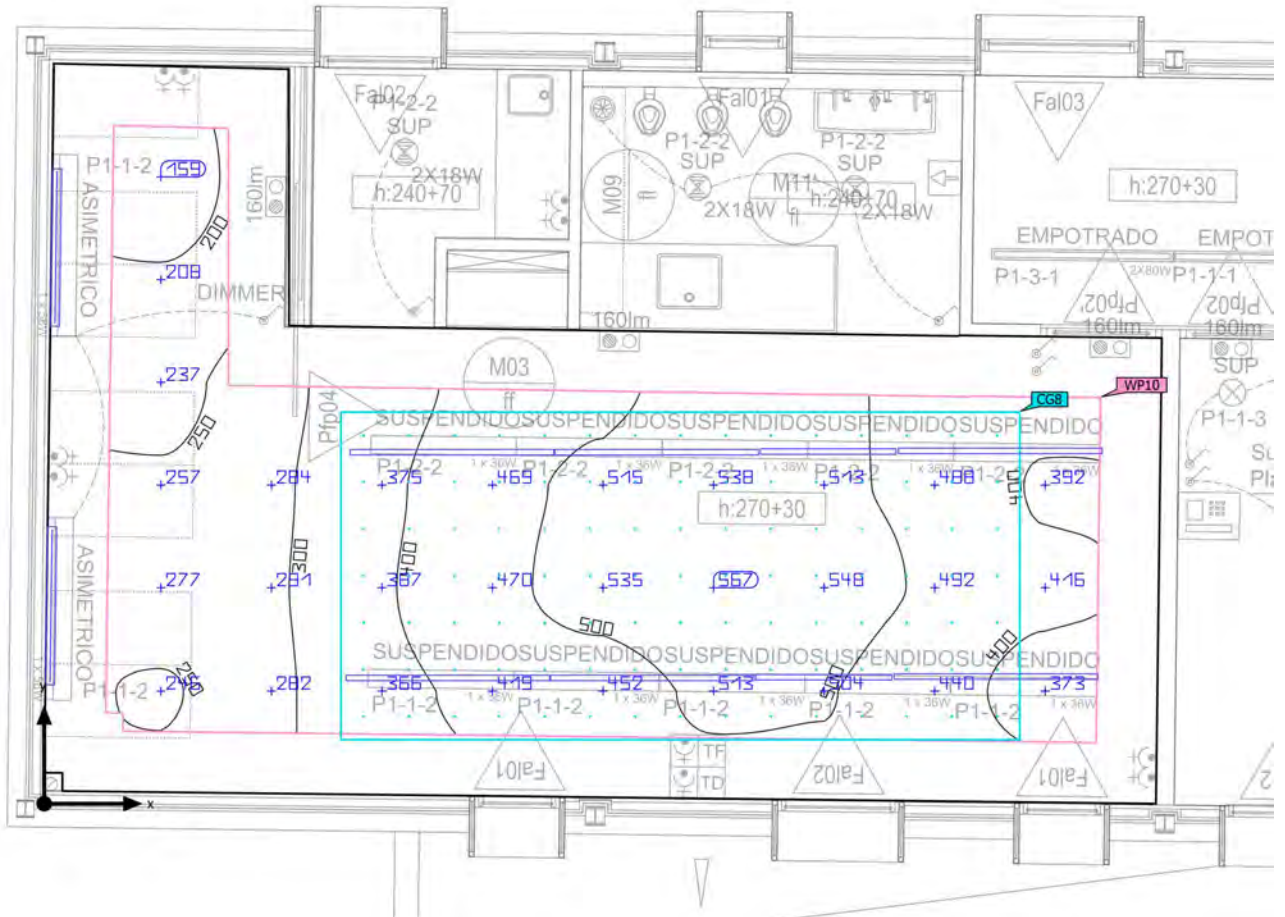 Fal02
P1-2-2
SUP
2X18W
h:240+70
Fal01
P1-2-2
SUP
P1-2-2
SUP
M09
ff
M11
ff
h:240+70
2X18W
2X18W
Fal03
h:270+30
EMPOTRADO
EMPOT
P1-3-1
2X80W
P1-1-1
Pfp02'
Pfp02'
160lm
160lm
160lm
160lm
P1-1-2
159
200
208
ASIMETRICO
DIMMER
237
250
M03
ff
Pfp04
WP10
CG8
SUP
P1-1-3
Su
Pla
SUSPENDIDO
SUSPENDIDO
SUSPENDIDO
SUSPENDIDO
SUSPENDIDO
P1-2-2
1 x 36W
P1-2-2
1 x 36W
P1-2-2
1 x 36W
P1-2-2
1 x 36W
257
284
375
469
515
538
513
488
392
400
h:270+30
300
400
ASIMETRICO
277
291
387
470
535
567
548
492
416
500
400
SUSPENDIDO
SUSPENDIDO
SUSPENDIDO
SUSPENDIDO
SUSPENDIDO
P1-1-2
250
282
366
419
452
513
500
440
373
P1-1-2
1 x 36W
P1-1-2
1 x 36W
P1-1-2
1 x 36W
P1-1-2
1 x 36W
P1-1-2
1 x 36W
y
x
TF
TD
Fal01
Fal02
Fal01
2